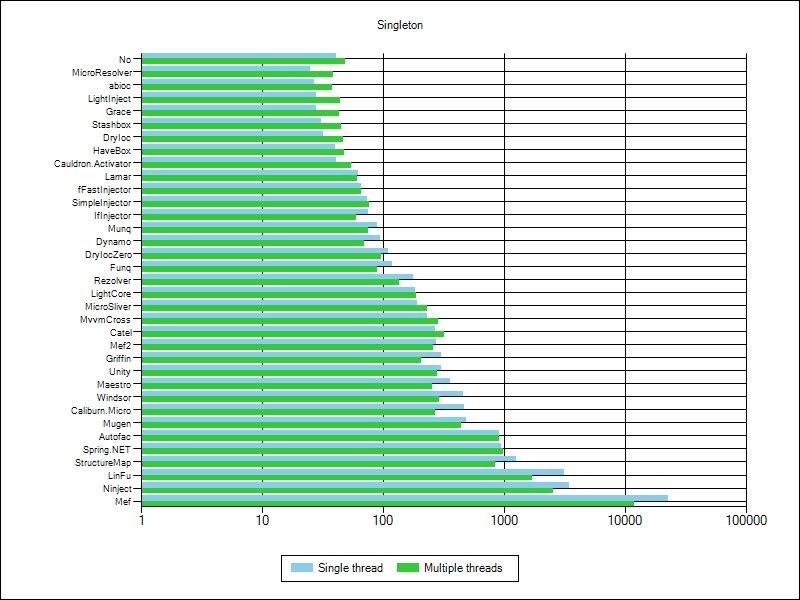 Singleton
No
MicroResolver
abioc
LightInject
Grace
Stashbox
DryIoc
HaveBox
Cauldron.Activator
Lamar
fFastInjector
SimpleInjector
IfInjector
Munq
Dynamo
DryIocZero
Funq
Rezolver
LightCore
MicroSliver
MvvmCross
Catel
Mef2
Griffin
Unity
Maestro
Windsor
Caliburn.Micro
Mugen
Autofac
Spring.NET
StructureMap
LinFu
Ninject
Mef
1 10 100 1000 10000 100000
Single thread Multiple threads